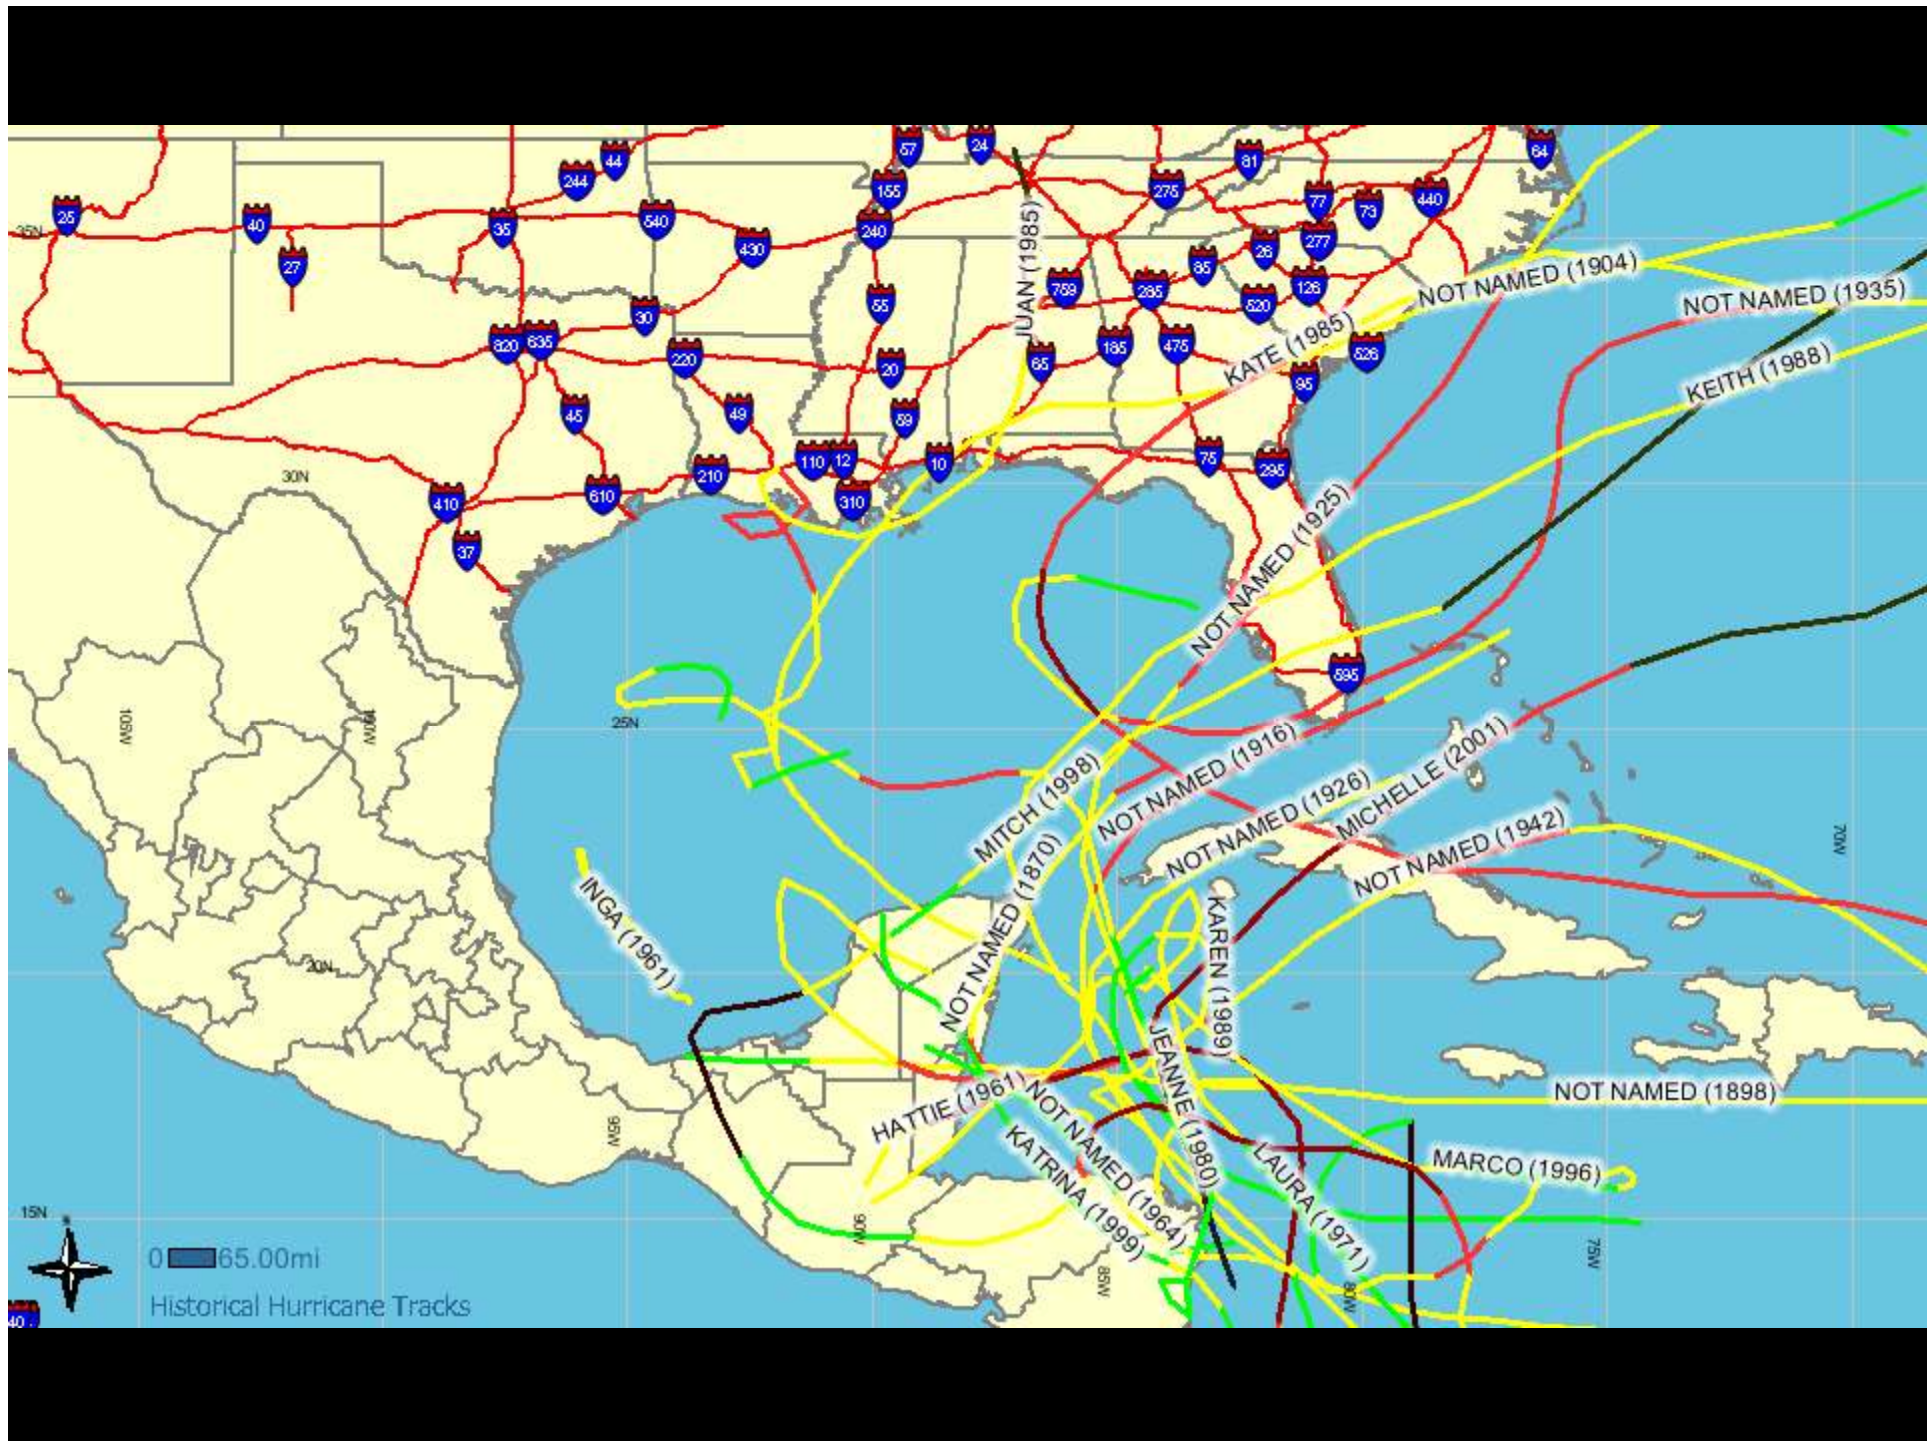 57
24
64
44
81
244
155
275
25
40
35
540
77
73
440
35N
240
430
26
277
27
85
JUAN (1985)
759
285
126
NOT NAMED (1904)
55
520
NOT NAMED (1935)
30
820
635
185
475
KATE (1985)
526
220
20
65
KEITH (1988)
95
45
49
59
110
12
10
75
295
30N
210
410
610
310
NOT NAMED (1925)
37
595
105W
25N
NOT NAMED (1916)
MICHELLE (2001)
MITCH (1998)
NOT NAMED (1926)
NOT NAMED (1942)
70W
NOT NAMED (1870)
INGA (1961)
KAREN (1989)
20N
JEANNE (1980)
HATTIE (1961)
NOT NAMED (1964)
NOT NAMED (1898)
95W
KATRINA (1999)
LAURA (1971)
MARCO (1996)
15N
90W
75W
85W
80W
0 65.00mi
Historical Hurricane Tracks
40